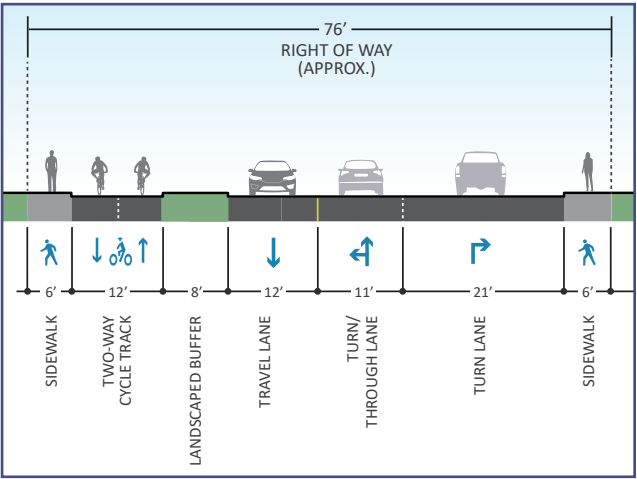 76’
RIGHT OF WAY
(APPROX.)
6’
12’
8’
12’
11’
21’
6’
SIDEWALK
TWO-WAY
CYCLE TRACK
LANDSCAPED BUFFER
TRAVEL LANE
TURN/
THROUGH LANE
TURN LANE
SIDEWALK